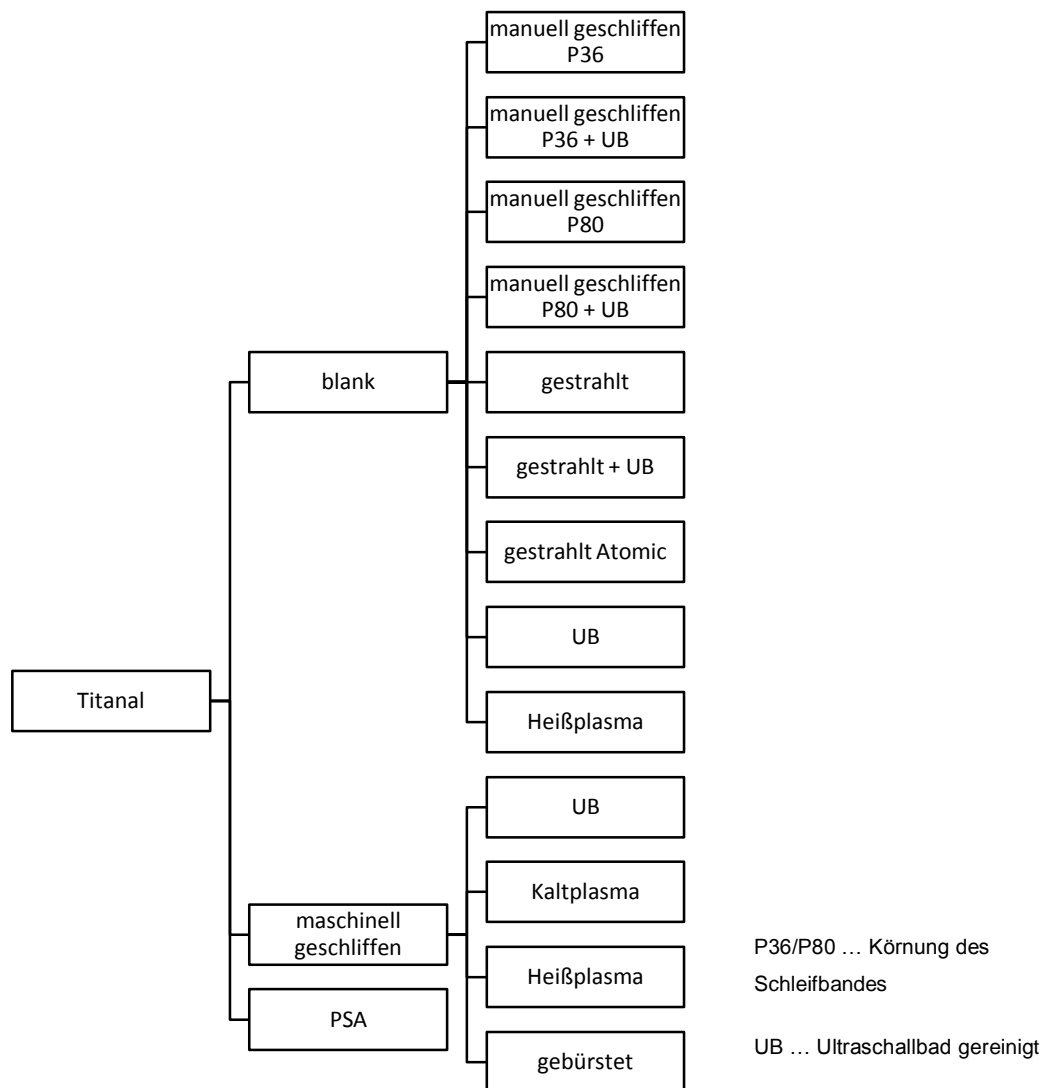 manuell geschliffen
P36
manuell geschliffen
P36 + UB
manuell geschliffen
P80
manuell geschliffen
P80 + UB
blank
gestrahlt
gestrahlt + UB
gestrahlt Atomic
UB
Titanal
Heißplasma
UB
Kaltplasma
maschinell
geschliffen
Heißplasma
PSA
gebürstet
P36/P80 … Körnung des
Schleifbandes
UB … Ultraschallbad gereinigt